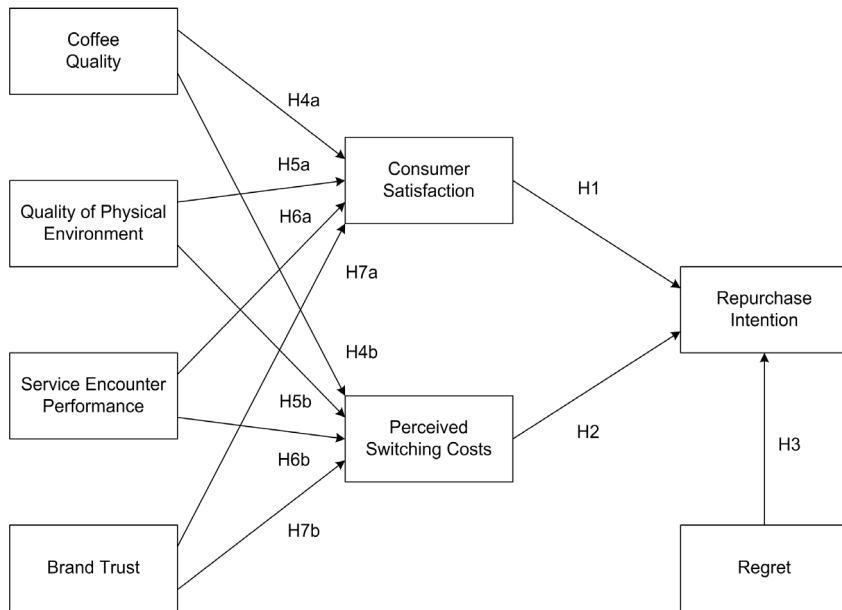 Coffee
Quality
H4a
Consumer
Satisfaction
H5a
H1
Quality of Physical
Environment
H6a
H7a
Repurchase
Intention
H4b
Service Encounter
Performance
H5b
Perceived
Switching Costs
H2
H3
H6b
H7b
Brand Trust
Regret